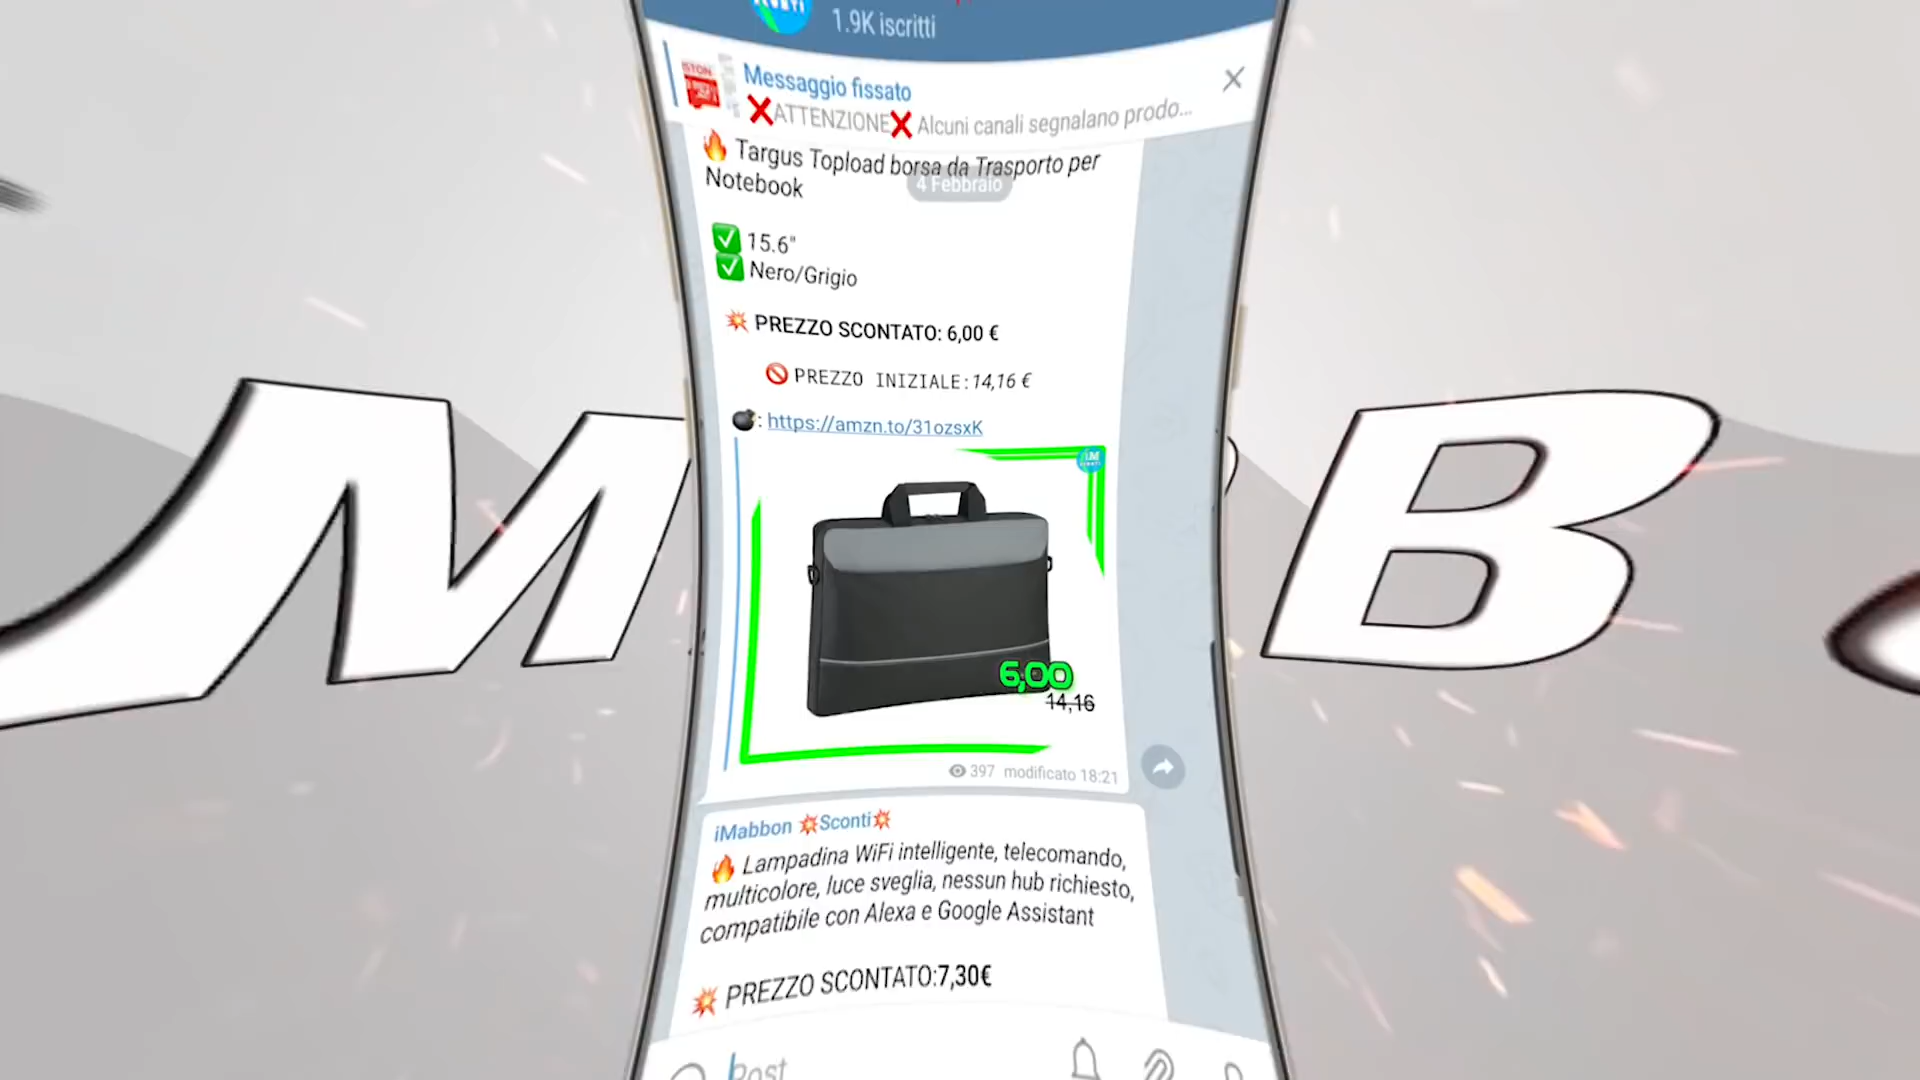 1.9K iscritti
Messaggio fissato
❌ATTENZIONE❌ Alcuni canali segnalano prodo...
🔥 Targus Topload borsa da Trasporto per
Notebook
4 Febbraio
✅ 15.6"
✅ Nero/Grigio
💥 PREZZO SCONTATO: 6,00 €
🚫 PREZZO INIZIALE: 14,16 €
💣: https://amzn.to/31ozsxK
M B
iM
6,00
14,16
397 modificato 18:21
iMabbon 💥Sconti💥
🔥 Lampadina WiFi intelligente, telecomando,
multicolore, luce sveglia, nessun hub richiesto,
compatibile con Alexa e Google Assistant
💥 PREZZO SCONTATO:7,30€
Post